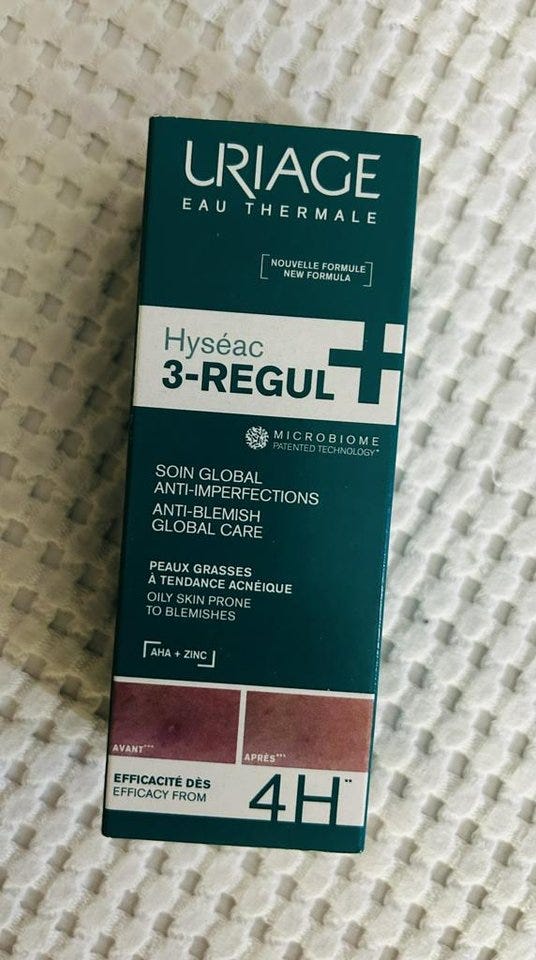 URIAGE
EAU THERMALE
NOUVELLE FORMULE
NEW FORMULA
Hyséac
3-REGUL+
MICROBIOME
PATENTED TECHNOLOGY*
SOIN GLOBAL
ANTI-IMPERFECTIONS
ANTI-BLEMISH
GLOBAL CARE
PEAUX GRASSES
À TENDANCE ACNÉIQUE
OILY SKIN PRONE
TO BLEMISHES
AHA + ZINC
AVANT***
APRÈS***
EFFICACITÉ DÈS
EFFICACY FROM
4H**